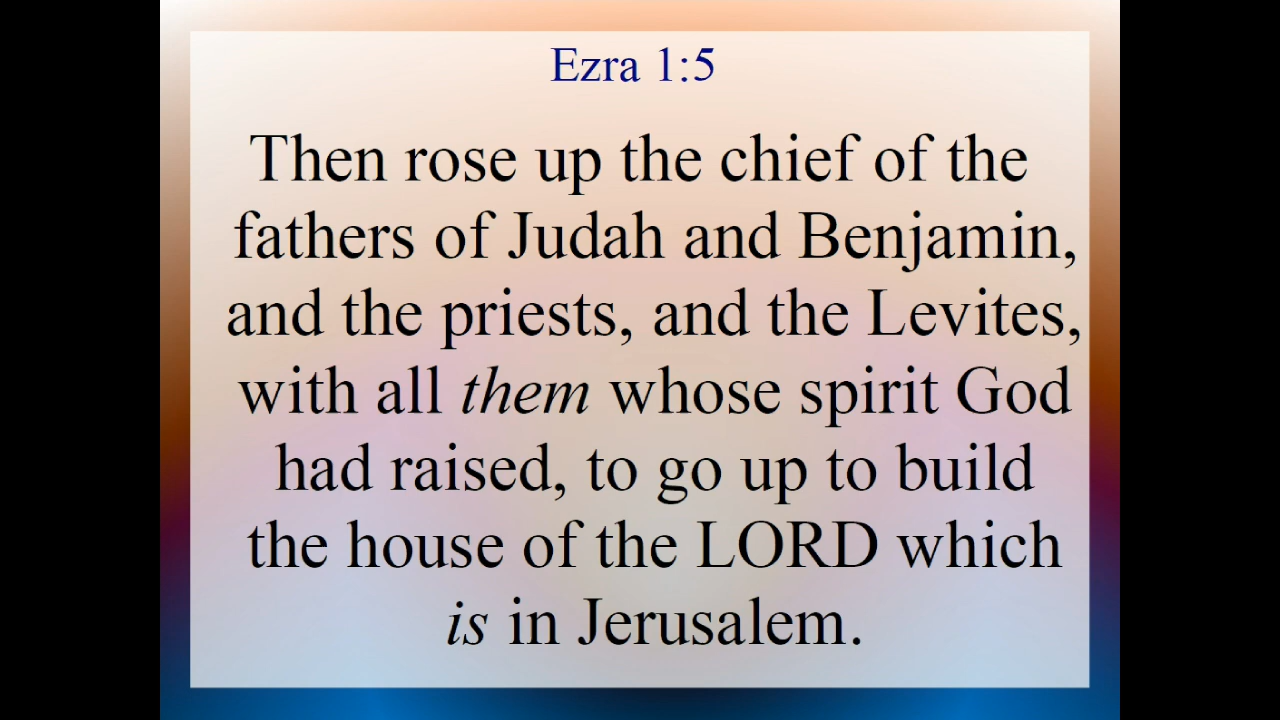 Ezra 1:5
Then rose up the chief of the
fathers of Judah and Benjamin,
and the priests, and the Levites,
with all them whose spirit God
had raised, to go up to build
the house of the LORD which
is in Jerusalem.